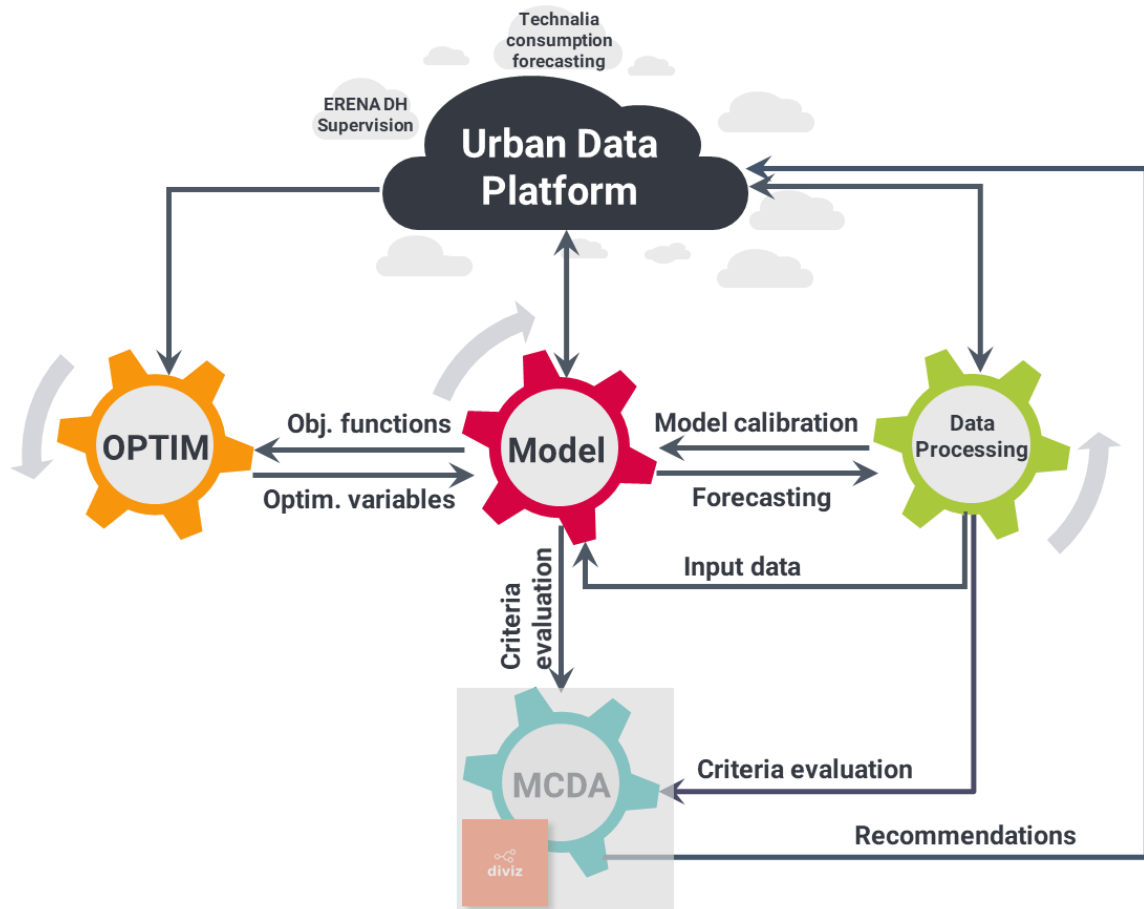 Technalia
consumption
forecasting
ERENA DH
Supervision
Urban Data
Platform
OPTIM
Obj. functions
Optim. variables
Model
Model calibration
Forecasting
Data
Processing
Input data
Criteria
evaluation
MCDA
diviz
Criteria evaluation
Recommendations